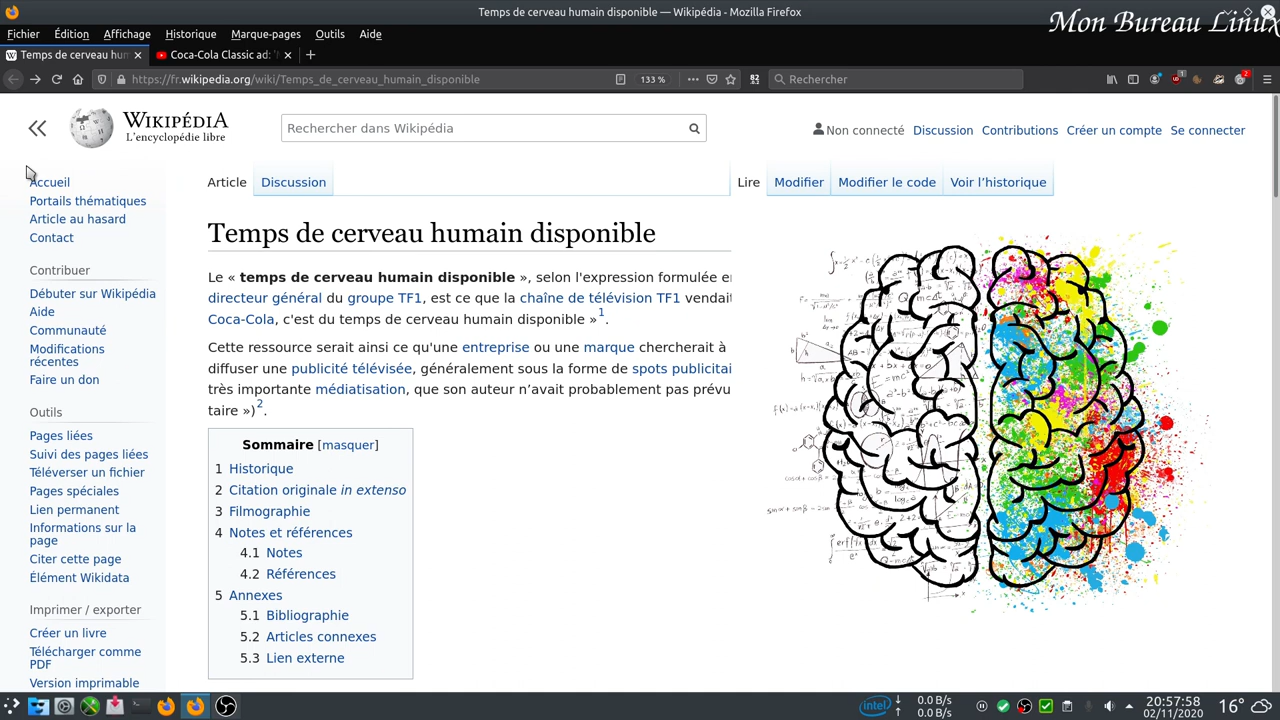 Temps de cerveau humain disponible — Wikipédia - Mozilla Firefox
Mon Bureau Linux
Fichier Édition Affichage Historique Marque-pages Outils Aide
Temps de cerveau hum
Coca-Cola Classic ad: '
https://fr.wikipedia.org/wiki/Temps_de_cerveau_humain_disponible
133 %
Rechercher
WIKIPÉDIA
L'encyclopédie libre
Rechercher dans Wikipédia
Non connecté Discussion Contributions Créer un compte Se connecter
Accueil
Portails thématiques
Article au hasard
Contact
Contribuer
Débuter sur Wikipédia
Aide
Communauté
Modifications
récentes
Faire un don
Outils
Pages liées
Suivi des pages liées
Téléverser un fichier
Pages spéciales
Lien permanent
Informations sur la
page
Citer cette page
Élément Wikidata
Imprimer / exporter
Créer un livre
Télécharger comme
PDF
Version imprimable
Article Discussion
Lire Modifier Modifier le code Voir l’historique
Temps de cerveau humain disponible
Le « temps de cerveau humain disponible », selon l'expression formulée en
directeur général du groupe TF1, est ce que la chaîne de télévision TF1 vendait
Coca-Cola, c'est du temps de cerveau humain disponible »1.
Cette ressource serait ainsi ce qu'une entreprise ou une marque chercherait à
diffuser une publicité télévisée, généralement sous la forme de spots publicitai
très importante médiatisation, que son auteur n’avait probablement pas prévu
taire »)2.
Sommaire [masquer]
1 Historique
2 Citation originale in extenso
3 Filmographie
4 Notes et références
4.1 Notes
4.2 Références
5 Annexes
5.1 Bibliographie
5.2 Articles connexes
5.3 Lien externe
intel
0.0 B/s
0.0 B/s
20:57:58
02/11/2020
16°